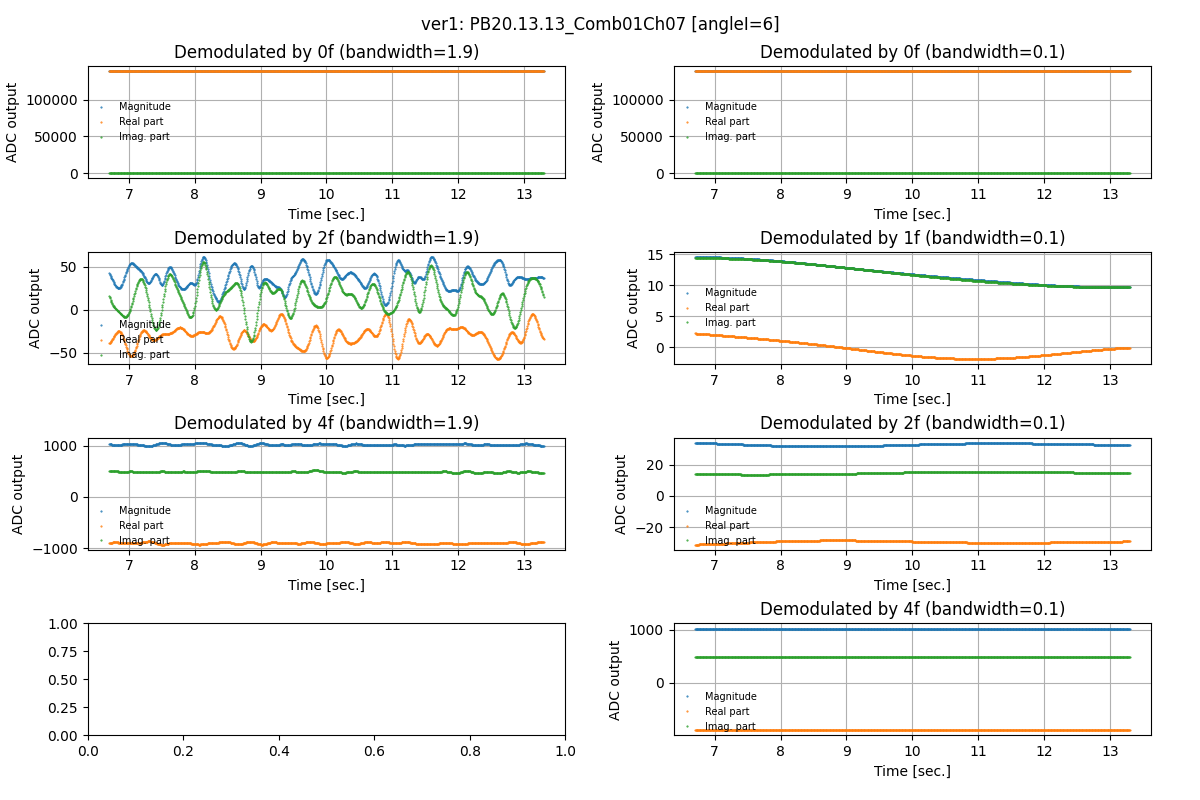 ver1: PB20.13.13_Comb01Ch07 [angleI=6]
Demodulated by 0f (bandwidth=1.9)
ADC output
100000
50000
0
Magnitude
Real part
Imag. part
7 8 9 10 11 12 13
Time [sec.]
Demodulated by 0f (bandwidth=0.1)
ADC output
100000
50000
0
Magnitude
Real part
Imag. part
7 8 9 10 11 12 13
Time [sec.]
Demodulated by 2f (bandwidth=1.9)
ADC output
50
0
−50
Magnitude
Real part
Imag. part
7 8 9 10 11 12 13
Time [sec.]
Demodulated by 1f (bandwidth=0.1)
ADC output
15
10
5
0
Magnitude
Real part
Imag. part
7 8 9 10 11 12 13
Time [sec.]
Demodulated by 4f (bandwidth=1.9)
ADC output
1000
0
−1000
Magnitude
Real part
Imag. part
7 8 9 10 11 12 13
Time [sec.]
Demodulated by 2f (bandwidth=0.1)
ADC output
20
0
−20
Magnitude
Real part
Imag. part
7 8 9 10 11 12 13
Time [sec.]
1.00
0.75
0.50
0.25
0.00
0.0 0.2 0.4 0.6 0.8 1.0
Demodulated by 4f (bandwidth=0.1)
ADC output
1000
0
Magnitude
Real part
Imag. part
7 8 9 10 11 12 13
Time [sec.]